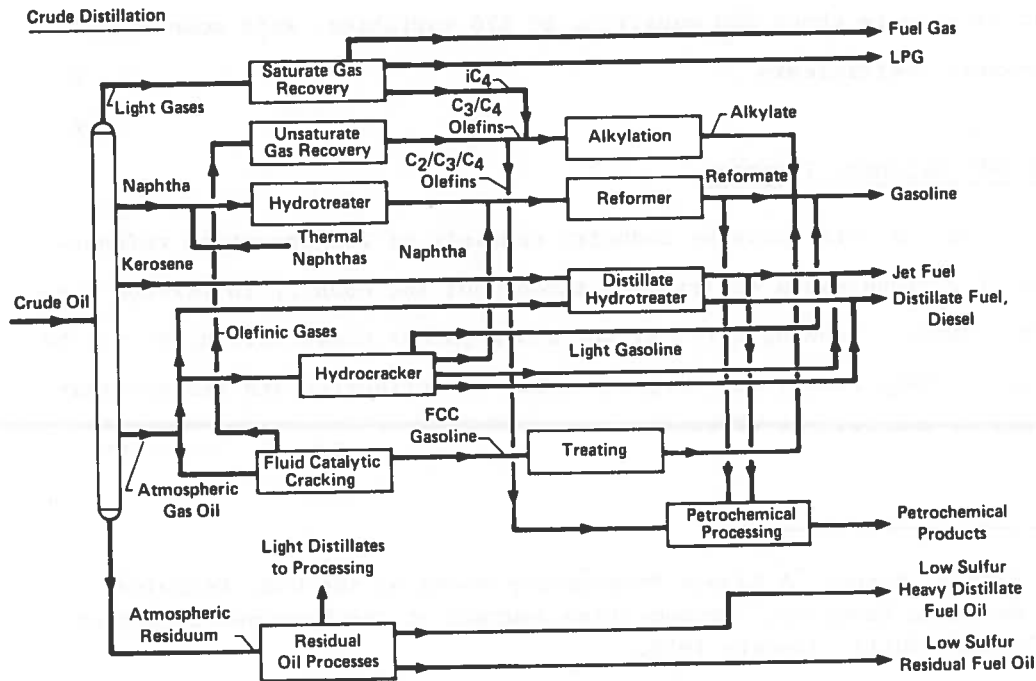 Crude Distillation
Fuel Gas
LPG
Saturate Gas
Recovery
Light Gases
iC4
C3/C4
Olefins
Unsaturate
Gas Recovery
Alkylation
Alkylate
C2/C3/C4
Olefins
Naphtha
Hydrotreater
Reformer
Reformate
Gasoline
Thermal
Naphthas
Naphtha
Kerosene
Distillate
Hydrotreater
Jet Fuel
Distillate Fuel,
Diesel
Crude Oil
Olefinic Gases
Hydrocracker
Light Gasoline
FCC
Gasoline
Treating
Fluid Catalytic
Cracking
Atmospheric
Gas Oil
Petrochemical
Processing
Petrochemical
Products
Light Distillates
to Processing
Low Sulfur
Heavy Distillate
Fuel Oil
Atmospheric
Residuum
Residual
Oil Processes
Low Sulfur
Residual Fuel Oil